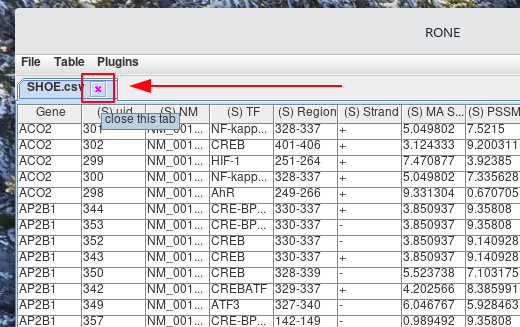 RONE
File Table Plugins
SHOE.csv
close this tab
Gene (S) uid (S) NM (S) TF (S) Region (S) Strand (S) MA S... (S) PSSM
ACO2 301 NM_001... NF-kapp... 328-337 + 5.049802 7.5215
ACO2 302 NM_001... CREB 401-406 + 3.124333 9.200311
ACO2 299 NM_001... HIF-1 251-264 + 7.470877 3.92385
ACO2 300 NM_001... NF-kapp... 328-337 + 5.049802 7.335628
ACO2 298 NM_001... AhR 249-266 + 9.331304 0.670705
AP2B1 344 NM_001... CRE-BP... 330-337 + 3.850937 9.35808
AP2B1 353 NM_001... CRE-BP... 330-337 - 3.850937 9.35808
AP2B1 352 NM_001... CREB 330-337 - 3.850937 9.140928
AP2B1 343 NM_001... CREB 330-337 + 3.850937 9.140928
AP2B1 350 NM_001... CREB 328-339 - 5.523738 7.103175
AP2B1 342 NM_001... CREBATF 329-337 + 4.202566 8.385991
AP2B1 349 NM_001... ATF3 327-340 - 6.046767 5.928463
AP2B1 357 NM_001... CRE-BP... 142-149 - 0.989492 9.35808